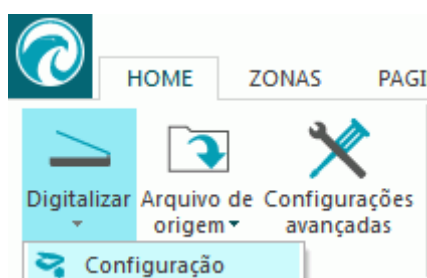 HOME ZONAS PAGI
Digitalizar Arquivo de origem Configurações avançadas
Configuração